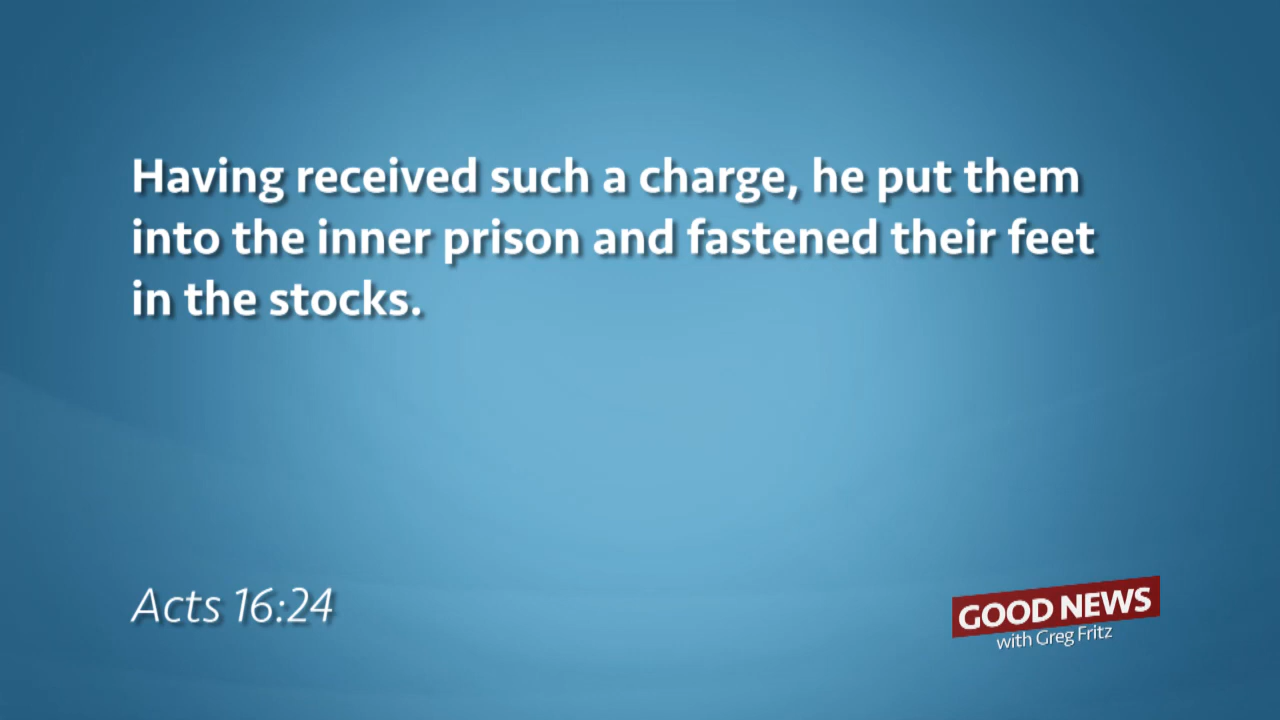 Having received such a charge, he put them
into the inner prison and fastened their feet
in the stocks.
Acts 16:24
GOOD NEWS
with Greg Fritz